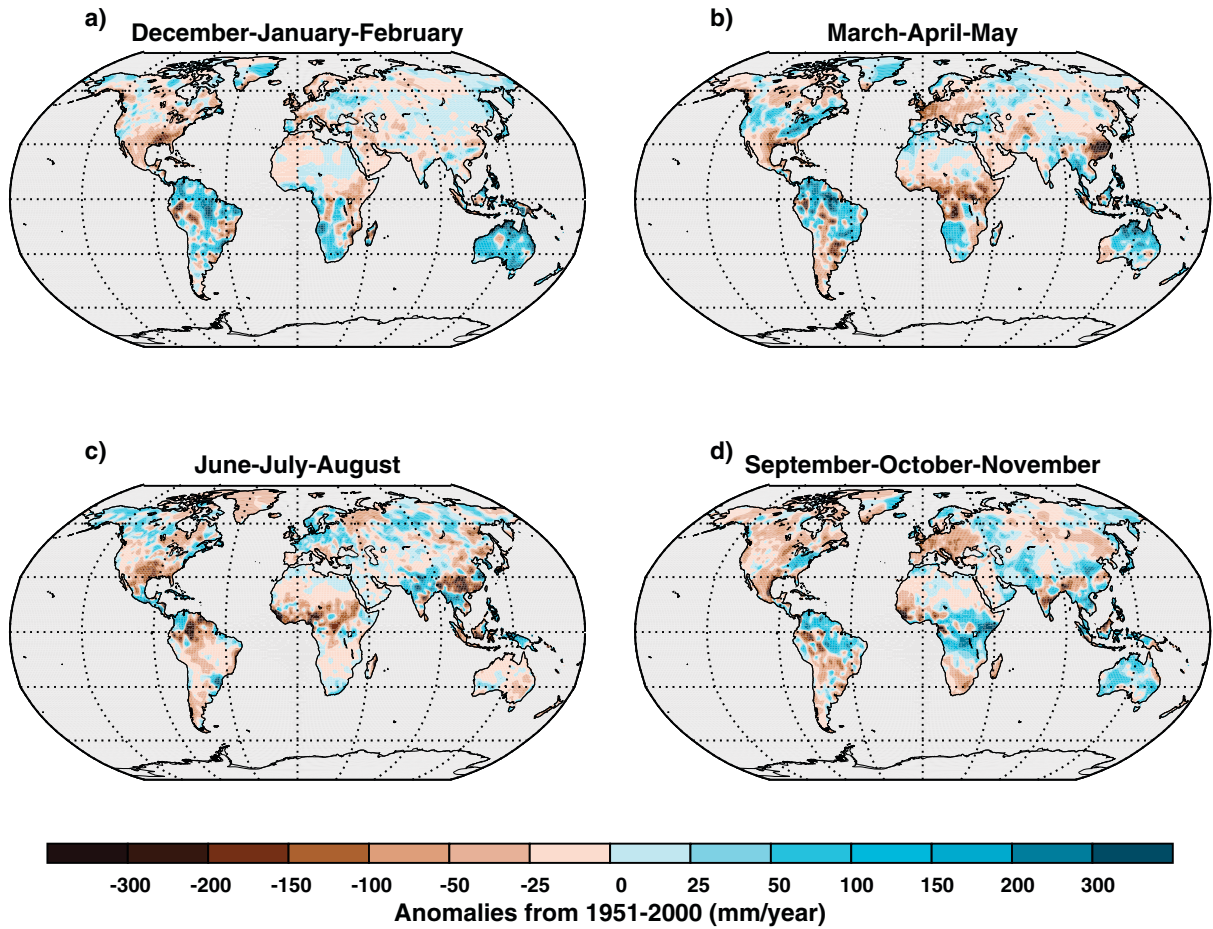 a)
December-January-February
b)
March-April-May
c)
June-July-August
d)
September-October-November
-300 -200 -150 -100 -50 -25 0 25 50 100 150 200 300
Anomalies from 1951-2000 (mm/year)